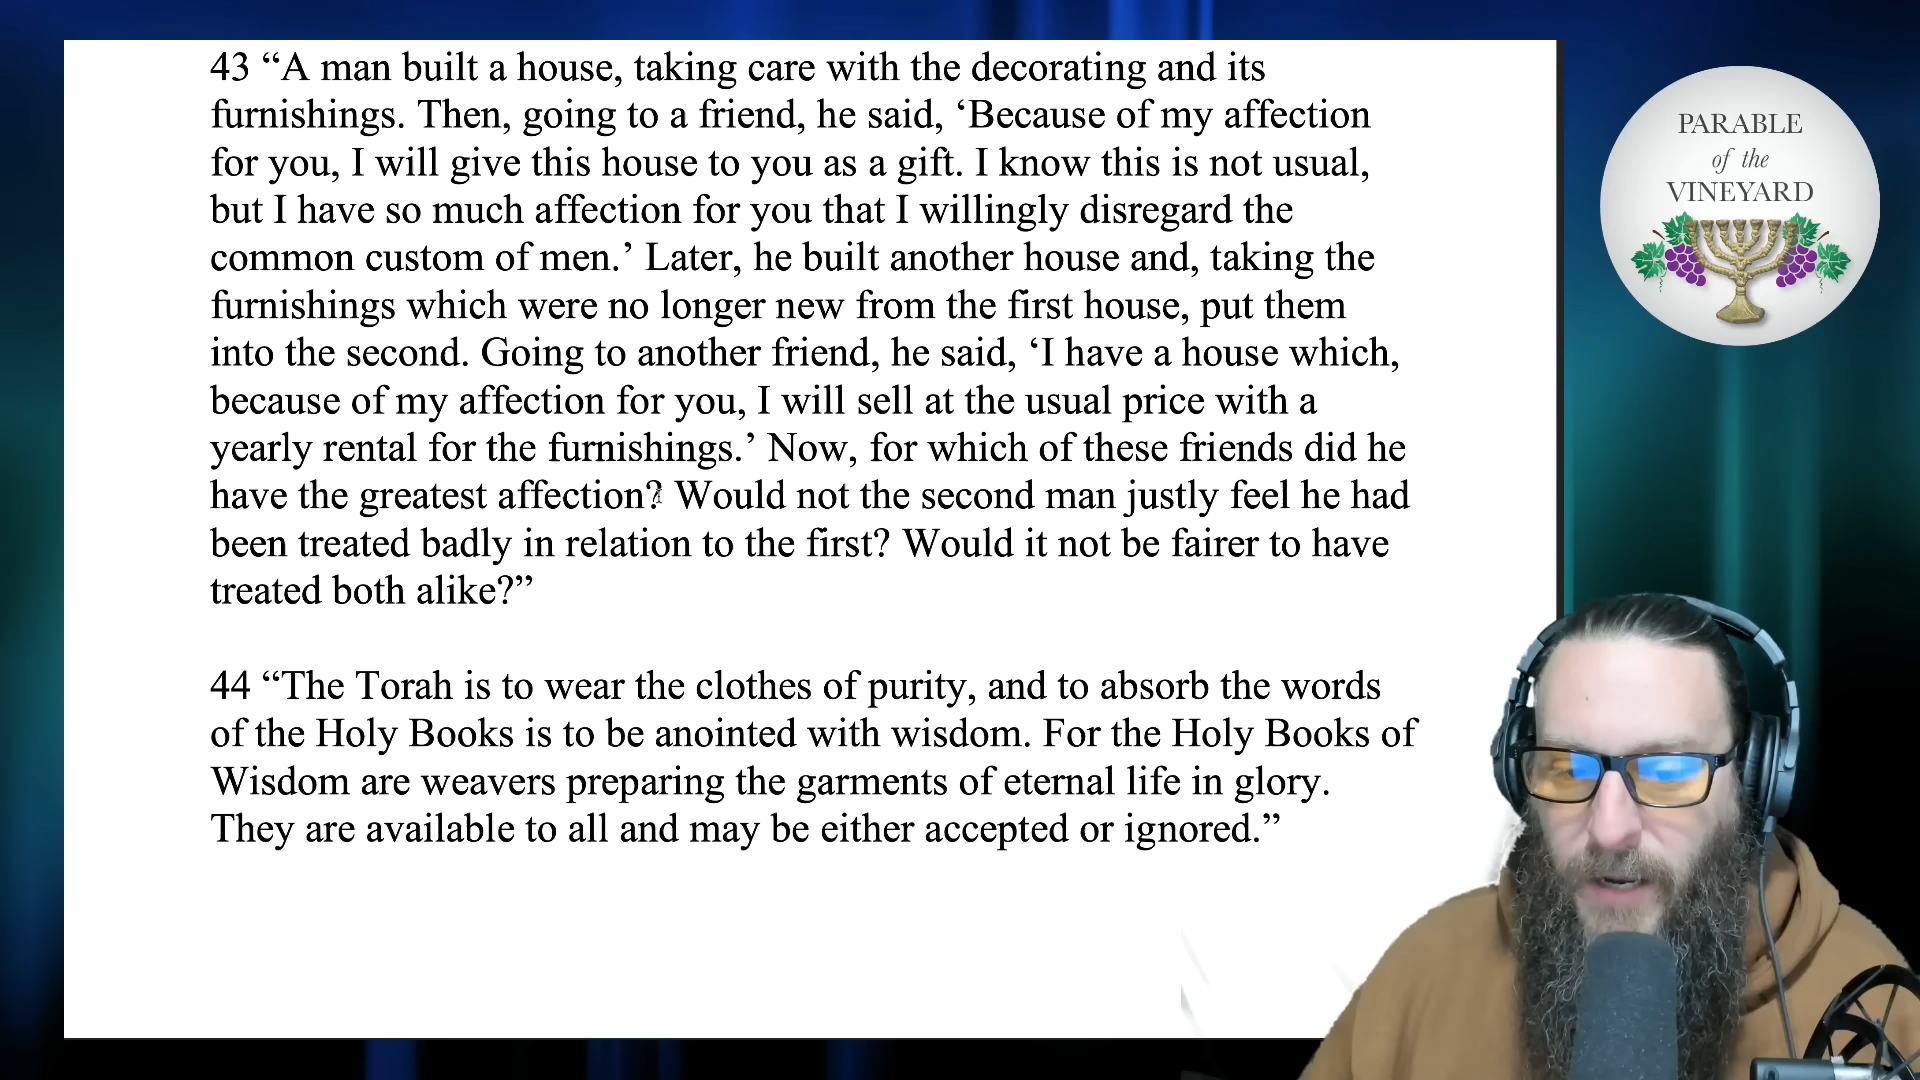 43 “A man built a house, taking care with the decorating and its
furnishings. Then, going to a friend, he said, ‘Because of my affection
for you, I will give this house to you as a gift. I know this is not usual,
but I have so much affection for you that I willingly disregard the
common custom of men.’ Later, he built another house and, taking the
furnishings which were no longer new from the first house, put them
into the second. Going to another friend, he said, ‘I have a house which,
because of my affection for you, I will sell at the usual price with a
yearly rental for the furnishings.’ Now, for which of these friends did he
have the greatest affection? Would not the second man justly feel he had
been treated badly in relation to the first? Would it not be fairer to have
treated both alike?”
44 “The Torah is to wear the clothes of purity, and to absorb the words
of the Holy Books is to be anointed with wisdom. For the Holy Books of
Wisdom are weavers preparing the garments of eternal life in glory.
They are available to all and may be either accepted or ignored.”
PARABLE
of the
VINEYARD